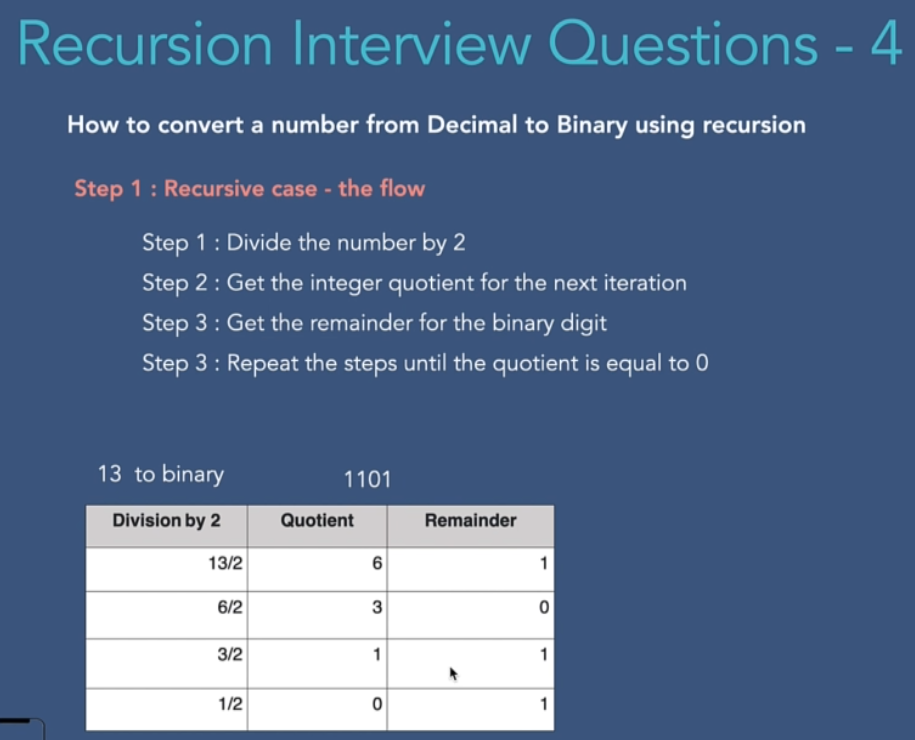 Recursion Interview Questions - 4
How to convert a number from Decimal to Binary using recursion
Step 1 : Recursive case - the flow
Step 1 : Divide the number by 2
Step 2 : Get the integer quotient for the next iteration
Step 3 : Get the remainder for the binary digit
Step 3 : Repeat the steps until the quotient is equal to 0
13 to binary 1101
Division by 2 Quotient Remainder
13/2 6 1
6/2 3 0
3/2 1 1
1/2 0 1